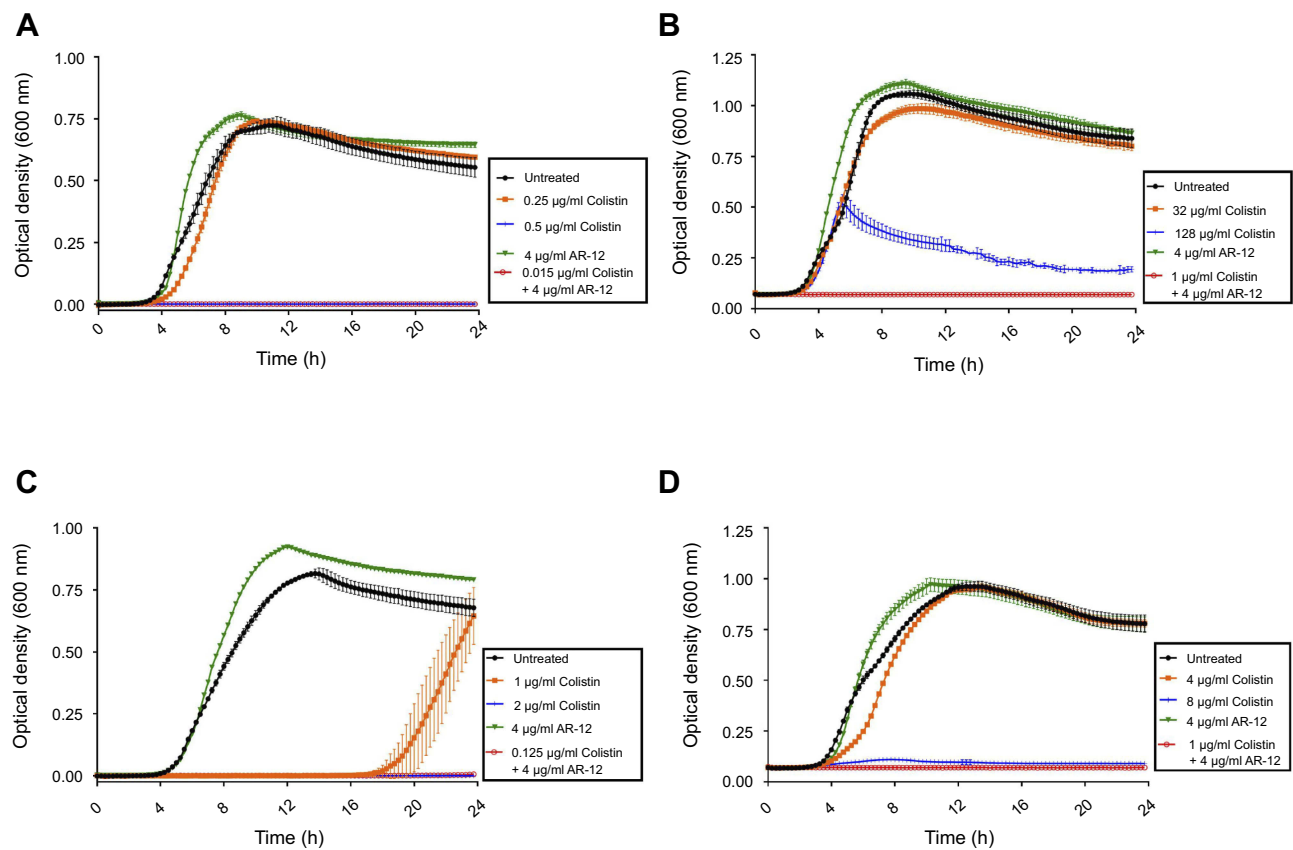 A
Optical density (600 nm)
1.00
0.75
0.50
0.25
0.00
0 4 8 12 16 20 24
Time (h)
Untreated
0.25 µg/ml Colistin
0.5 µg/ml Colistin
4 µg/ml AR-12
0.015 µg/ml Colistin
+ 4 µg/ml AR-12
B
Optical density (600 nm)
1.25
1.00
0.75
0.50
0.25
0.00
0 4 8 12 16 20 24
Time (h)
Untreated
32 µg/ml Colistin
128 µg/ml Colistin
4 µg/ml AR-12
1 µg/ml Colistin
+ 4 µg/ml AR-12
C
Optical density (600 nm)
1.00
0.75
0.50
0.25
0.00
0 4 8 12 16 20 24
Time (h)
Untreated
1 µg/ml Colistin
2 µg/ml Colistin
4 µg/ml AR-12
0.125 µg/ml Colistin
+ 4 µg/ml AR-12
D
Optical density (600 nm)
1.25
1.00
0.75
0.50
0.25
0.00
0 4 8 12 16 20 24
Time (h)
Untreated
4 µg/ml Colistin
8 µg/ml Colistin
4 µg/ml AR-12
1 µg/ml Colistin
+ 4 µg/ml AR-12